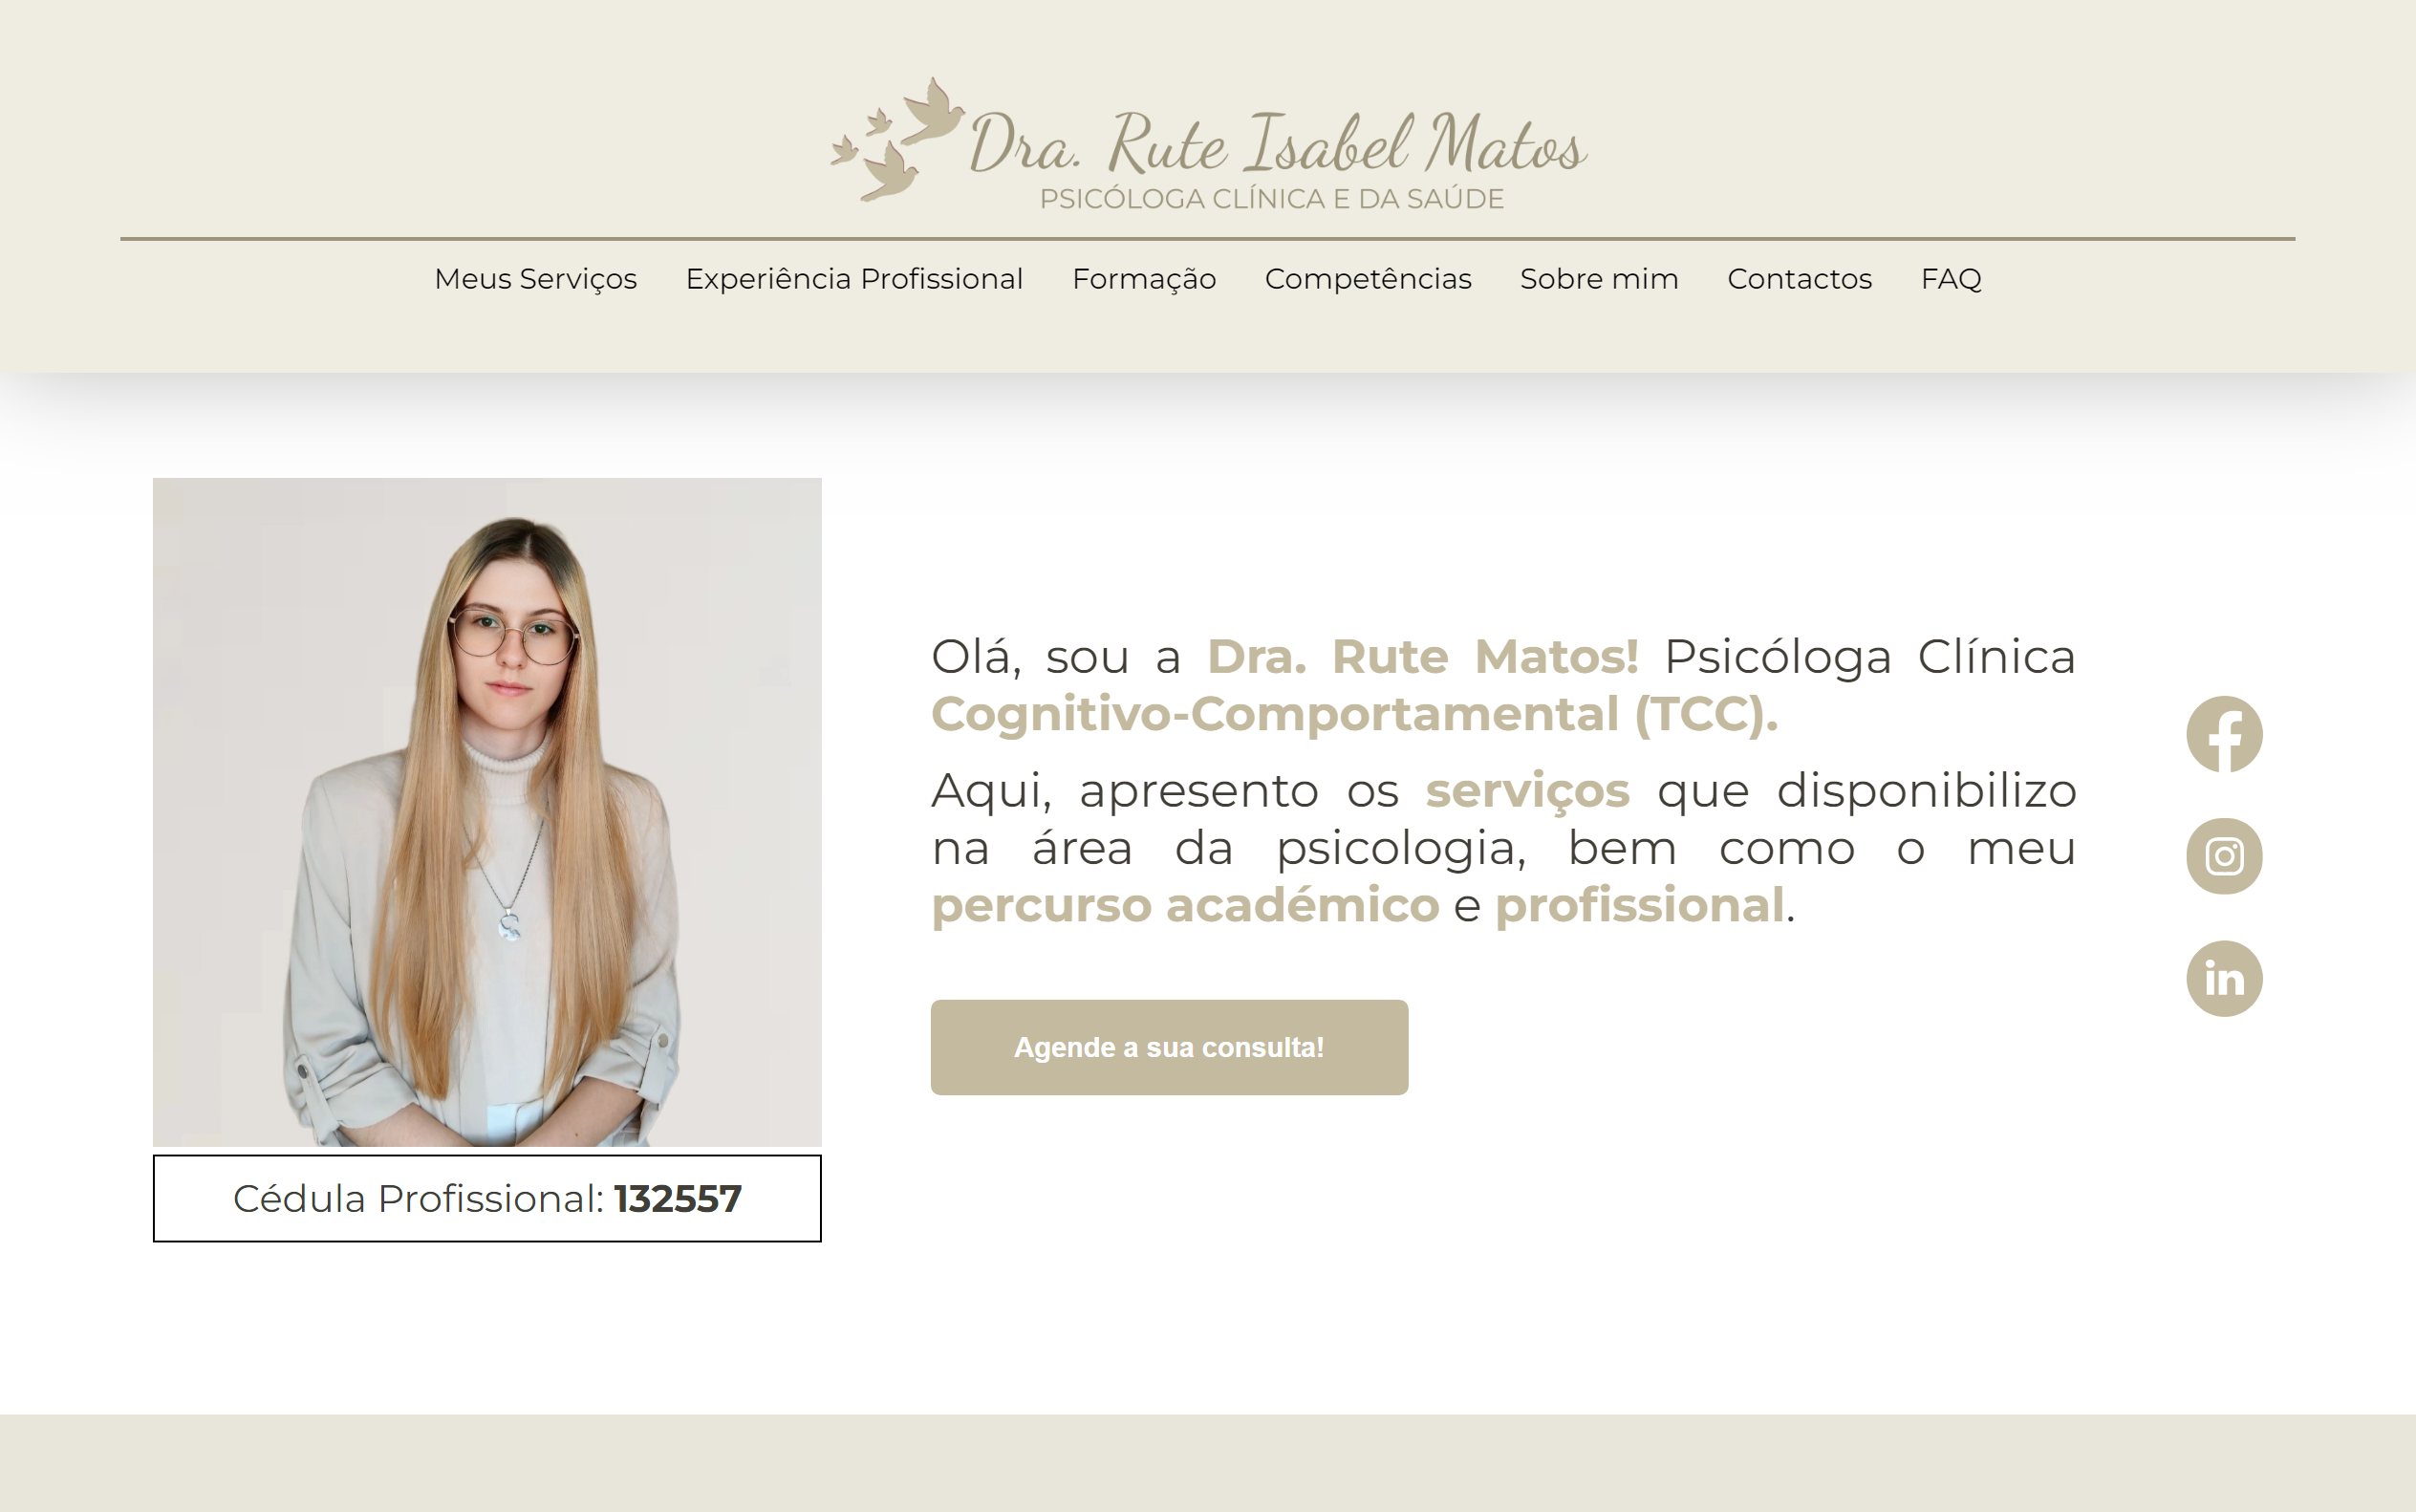 Dra. Rute Isabel Matos
PSICÓLOGA CLÍNICA E DA SAÚDE
Meus Serviços Experiência Profissional Formação Competências Sobre mim Contactos FAQ
Olá, sou a Dra. Rute Matos! Psicóloga Clínica
Cognitivo-Comportamental (TCC).
Aqui, apresento os serviços que disponibilizo
na área da psicologia, bem como o meu
percurso académico e profissional.
Agende a sua consulta!
Cédula Profissional: 132557